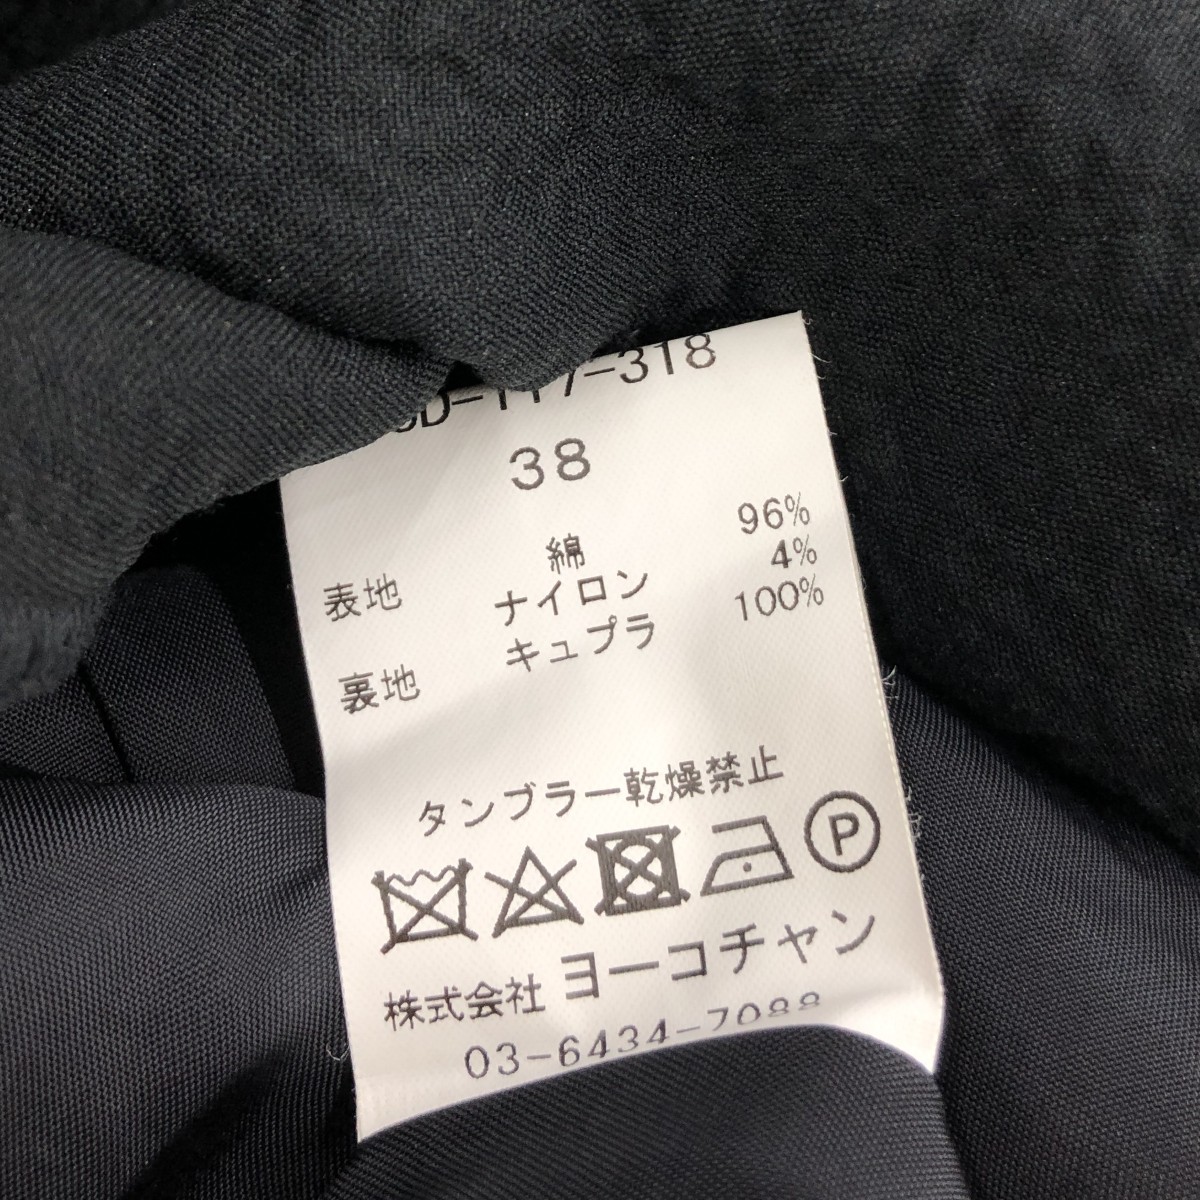 D-117-318
38
表地 綿 96%
ナイロン 4%
裏地 キュプラ 100%
タンブラー乾燥禁止
P
株式会社 ヨーコチャン
03-6434-7088